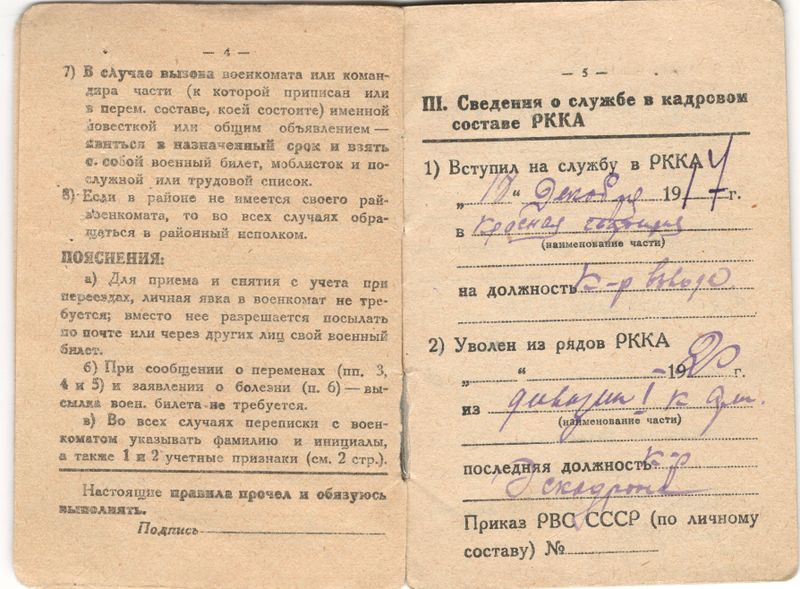 — 4 —
7) В случае вызова военкомата или коман-
дира части (к которой приписан или
в перем. составе, коей состоите) именной
повесткой или общим объявлением —
явиться в назначенный срок и взять
с собой военный билет, моблисток и по-
служной или трудовой список.
8) Если в районе не имеется своего рай-
военкомата, то во всех случаях обра-
щаться в районный исполком.
ПОЯСНЕНИЯ:
а) Для приема и снятия с учета при
переездах, личная явка в военкомат не тре-
буется; вместо нее разрешается посылать
по почте или через других лиц свой военный
билет.
б) При сообщении о переменах (пп. 3,
4 и 5) и заявлении о болезни (п. 6) — вы-
сылка воен. билета не требуется.
в) Во всех случаях переписки с воен-
коматом указывать фамилию и инициалы,
а также 1 и 2 учетные признаки (см. 2 стр.).
Настоящие правила прочел и обязуюсь
выполнять.
Подпись
— 5 —
III. Сведения о службе в кадровом
составе РККА
1) Вступил на службу в РККА
„ “ Декабря 1917 г.
в Красная
(наименование части)
на должность К-р взвода
2) Уволен из рядов РККА
„ “ 1920 г.
из дивизии
(наименование части)
последняя должность к-р
Эскадрона
Приказ РВС СССР (по личному
составу) №